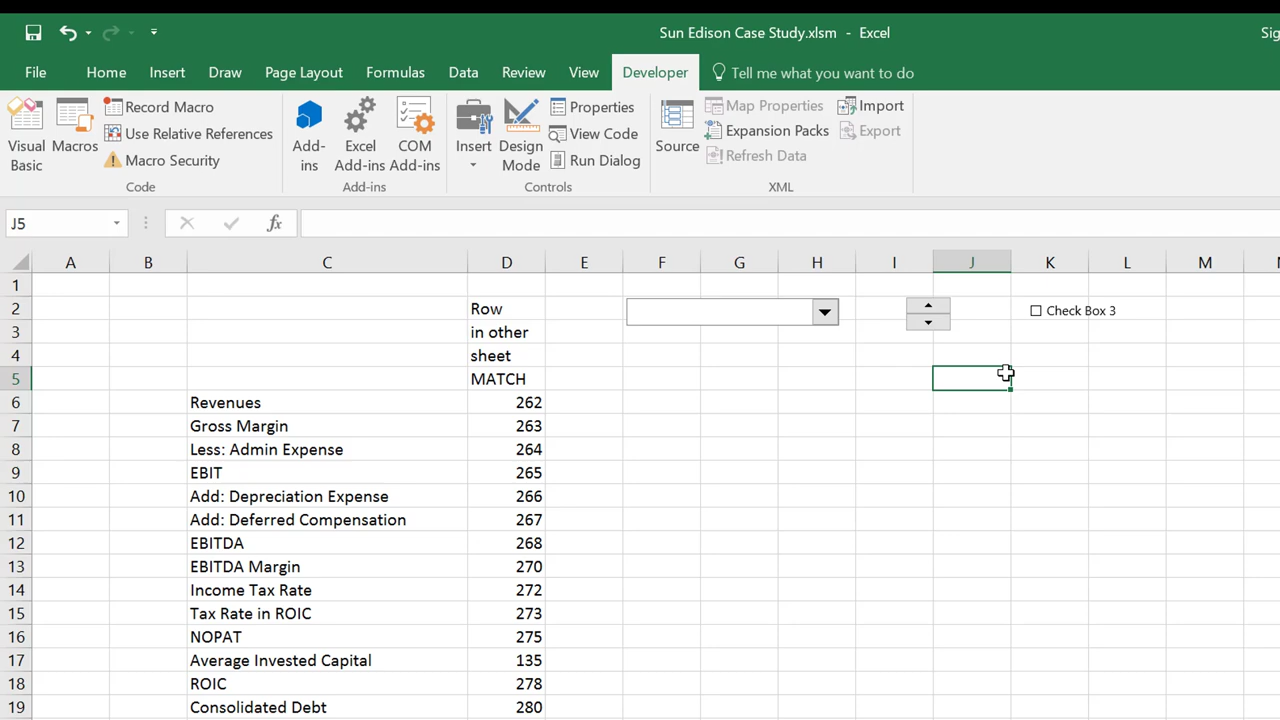 Sun Edison Case Study.xlsm - Excel
Sig
File Home Insert Draw Page Layout Formulas Data Review View Developer Tell me what you want to do
Visual Basic
Macros
Record Macro
Use Relative References
Macro Security
Code
Add-ins
Excel Add-ins
COM Add-ins
Add-ins
Insert
Design Mode
Properties
View Code
Run Dialog
Controls
Source
Map Properties
Expansion Packs
Refresh Data
Import
Export
XML
J5
fx
A B C D E F G H I J K L M
1
2 Row Check Box 3
3 in other
4 sheet
5 MATCH
6 Revenues 262
7 Gross Margin 263
8 Less: Admin Expense 264
9 EBIT 265
10 Add: Depreciation Expense 266
11 Add: Deferred Compensation 267
12 EBITDA 268
13 EBITDA Margin 270
14 Income Tax Rate 272
15 Tax Rate in ROIC 273
16 NOPAT 275
17 Average Invested Capital 135
18 ROIC 278
19 Consolidated Debt 280